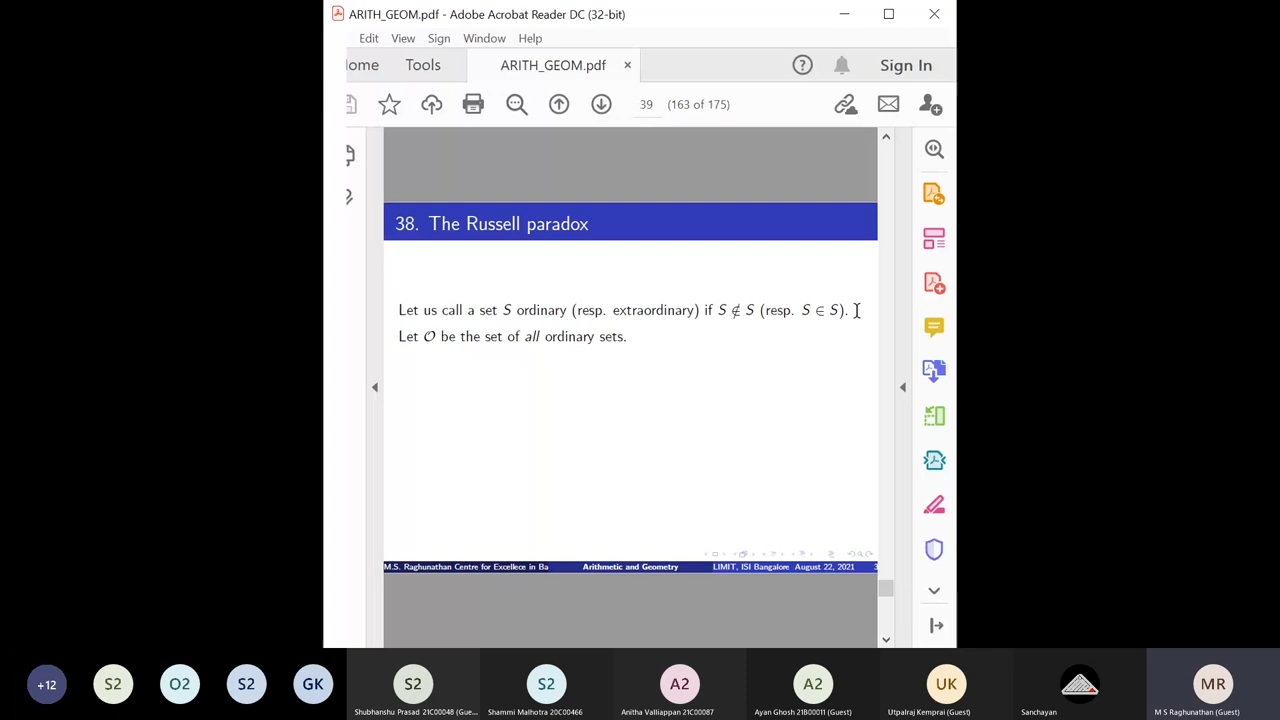 ARITH_GEOM.pdf - Adobe Acrobat Reader DC (32-bit)
Edit View Sign Window Help
ome Tools ARITH_GEOM.pdf × Sign In
39 (163 of 175)
38. The Russell paradox
Let us call a set S ordinary (resp. extraordinary) if S ∉ S (resp. S ∈ S).
Let 𝒪 be the set of all ordinary sets.
M.S. Raghunathan Centre for Excellece in Ba Arithmetic and Geometry LIMIT, ISI Bangalore August 22, 2021 3
+12 S2 O2 S2 GK S2 S2 A2 A2 UK MR
Shubhanshu Prasad 21C00048 (Gue... Shammi Malhotra 20C00466 Anitha Valliappan 21C00087 Ayan Ghosh 21B00011 (Guest) Utpalraj Kemprai (Guest) Sanchayan M S Raghunathan (Guest)